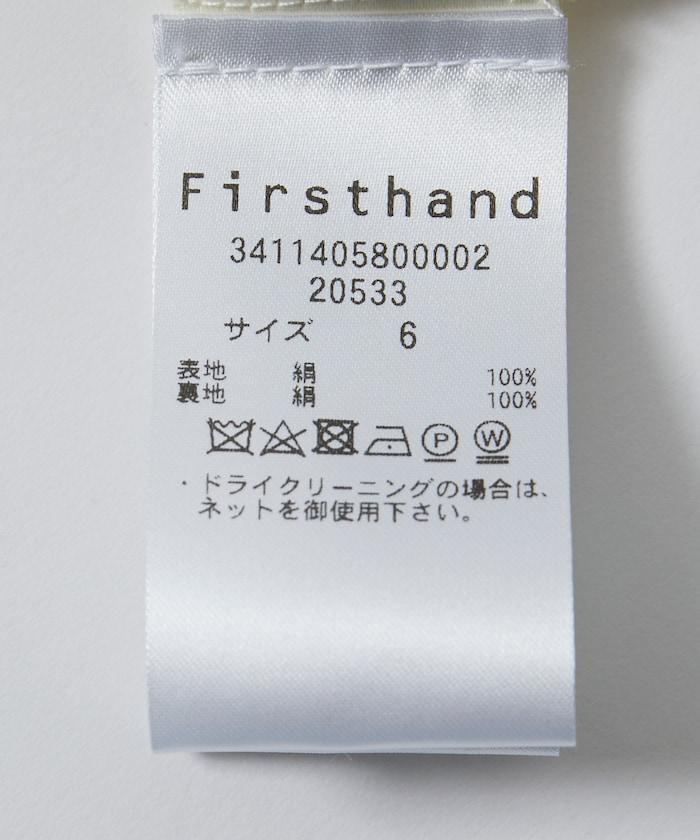 Firsthand
3411405800002
20533
サイズ 6
表地 絹 100%
裏地 絹 100%
P W
・ドライクリーニングの場合は、
ネットを御使用下さい。